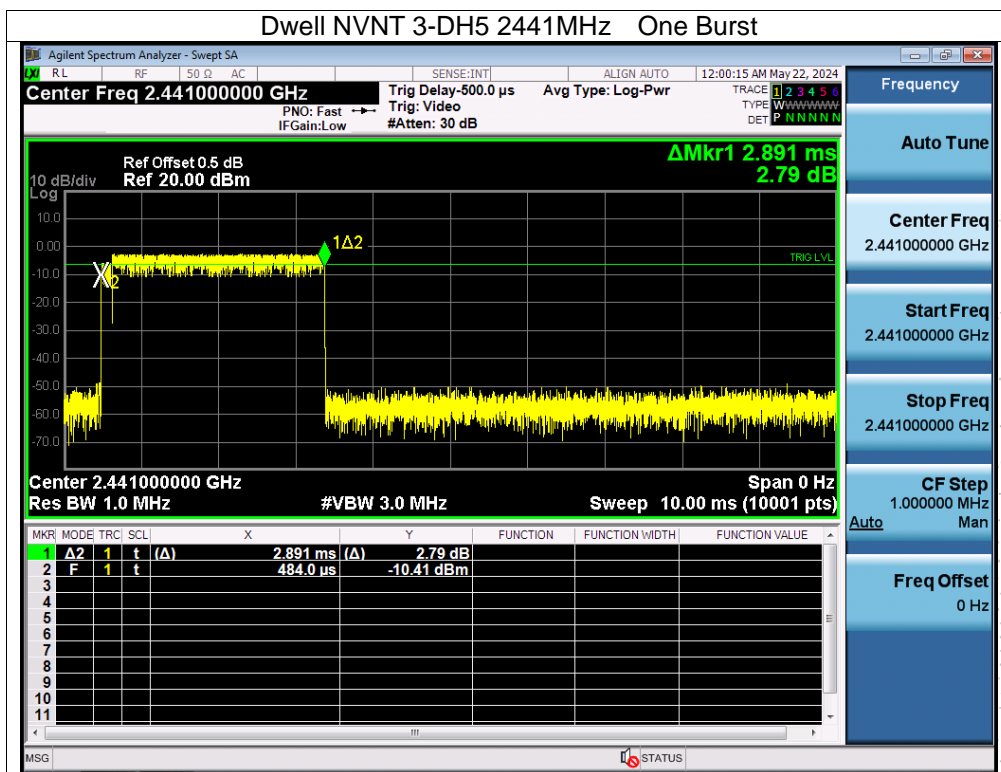 Dwell NVNT 3-DH5 2441MHz One Burst
Agilent Spectrum Analyzer - Swept SA
LXI RL RF 50 Ω AC SENSE:INT ALIGN AUTO 12:00:15 AM May 22, 2024
Center Freq 2.441000000 GHz Trig Delay-500.0 µs Avg Type: Log-Pwr TRACE 1 2 3 4 5 6
PNO: Fast Trig: Video TYPE WWWWWWW
IFGain:Low #Atten: 30 dB DET P N N N N N
Frequency
Auto Tune
Center Freq
2.441000000 GHz
Start Freq
2.441000000 GHz
Stop Freq
2.441000000 GHz
CF Step
1.000000 MHz
Auto Man
Freq Offset
0 Hz
ΔMkr1 2.891 ms
2.79 dB
Ref Offset 0.5 dB
10 dB/div Ref 20.00 dBm
Log
10.0
0.00
-10.0
-20.0
-30.0
-40.0
-50.0
-60.0
-70.0
1Δ2
TRIG LVL
2
Center 2.441000000 GHz Span 0 Hz
Res BW 1.0 MHz #VBW 3.0 MHz Sweep 10.00 ms (10001 pts)
MKR MODE TRC SCL X Y FUNCTION FUNCTION WIDTH FUNCTION VALUE
1 Δ2 1 t (Δ) 2.891 ms (Δ) 2.79 dB
2 F 1 t 484.0 µs -10.41 dBm
3
4
5
6
7
8
9
10
11
MSG STATUS